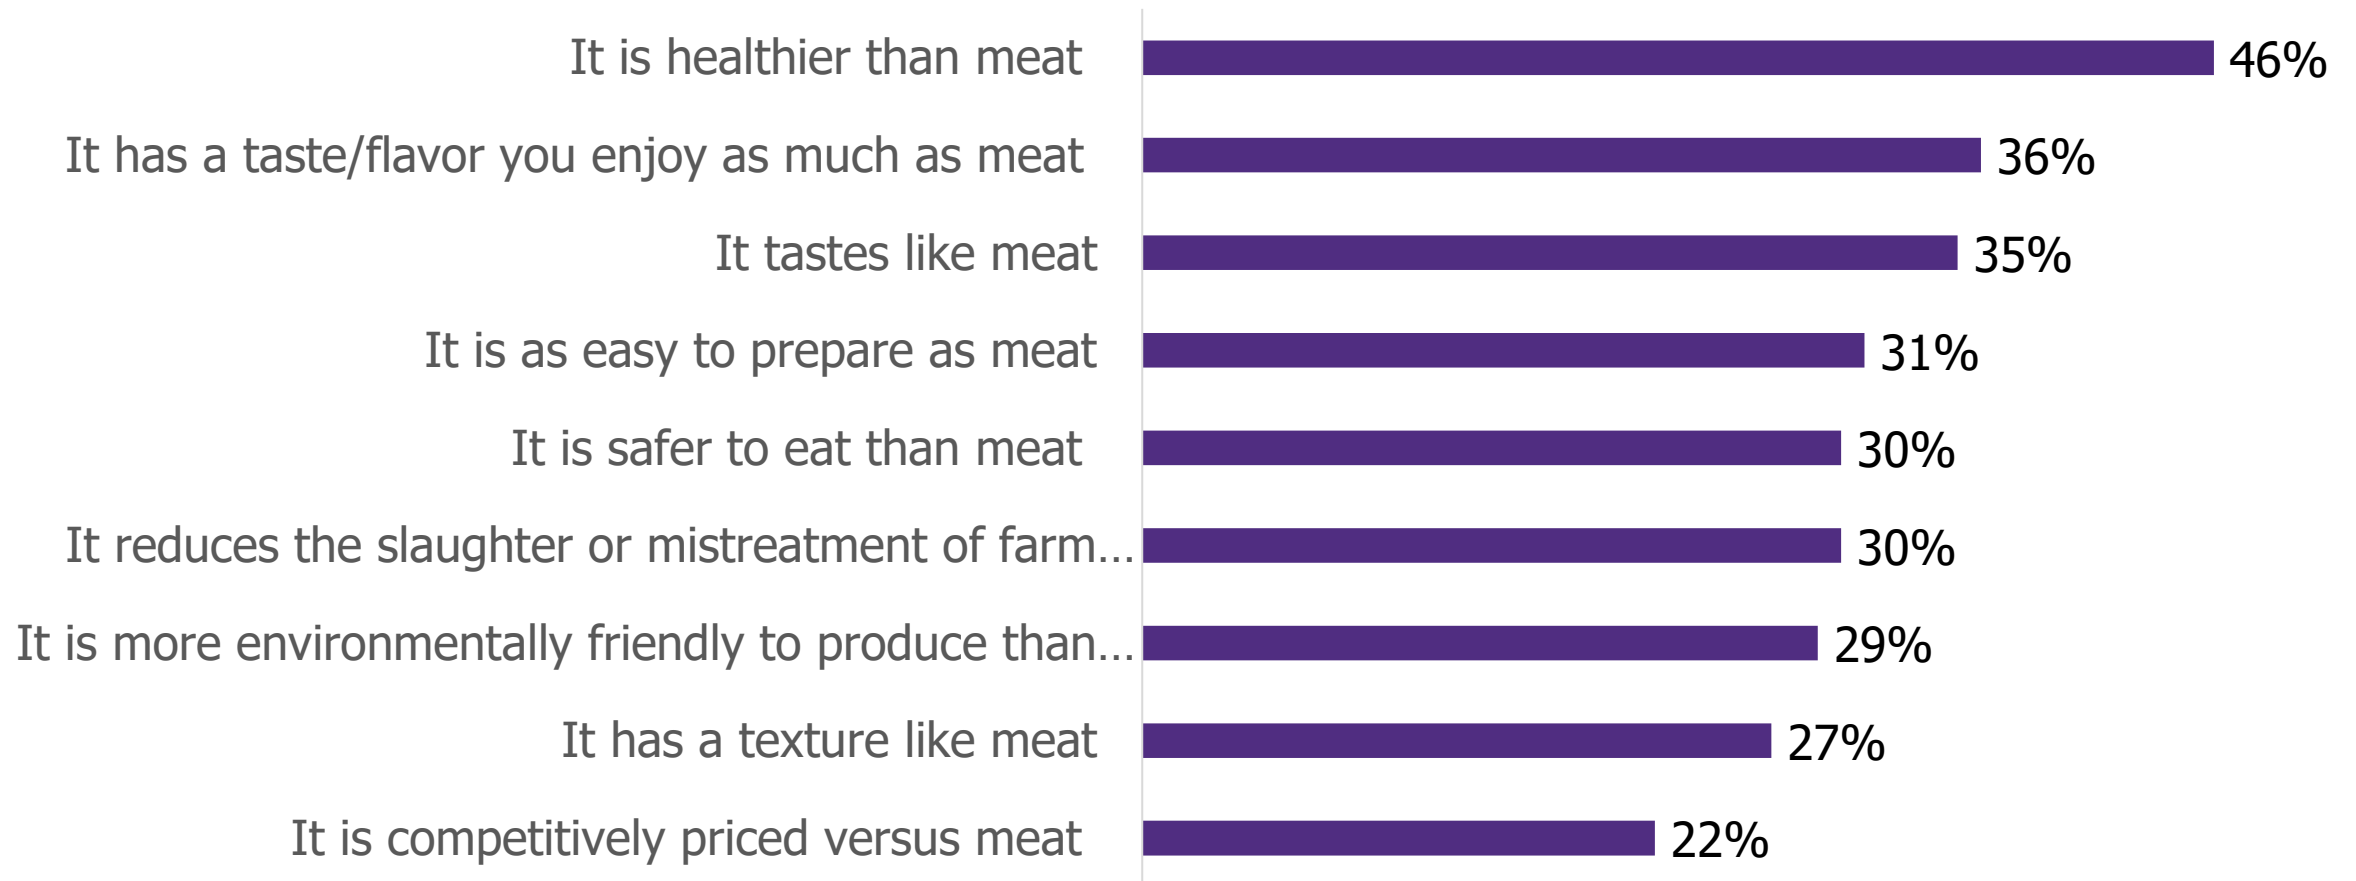 It is healthier than meat 46%
It has a taste/flavor you enjoy as much as meat 36%
It tastes like meat 35%
It is as easy to prepare as meat 31%
It is safer to eat than meat 30%
It reduces the slaughter or mistreatment of farm… 30%
It is more environmentally friendly to produce than… 29%
It has a texture like meat 27%
It is competitively priced versus meat 22%